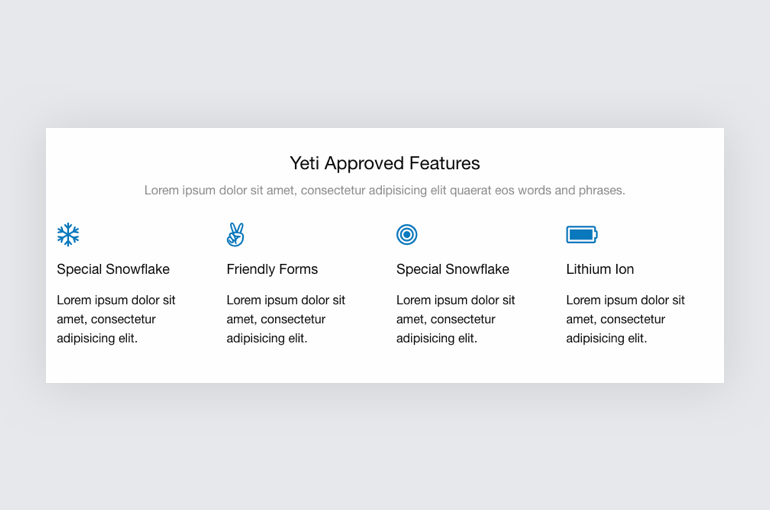 Yeti Approved Features
Lorem ipsum dolor sit amet, consectetur adipisicing elit quaerat eos words and phrases.
Special Snowflake
Lorem ipsum dolor sit
amet, consectetur
adipisicing elit.
Friendly Forms
Lorem ipsum dolor sit
amet, consectetur
adipisicing elit.
Special Snowflake
Lorem ipsum dolor sit
amet, consectetur
adipisicing elit.
Lithium Ion
Lorem ipsum dolor sit
amet, consectetur
adipisicing elit.